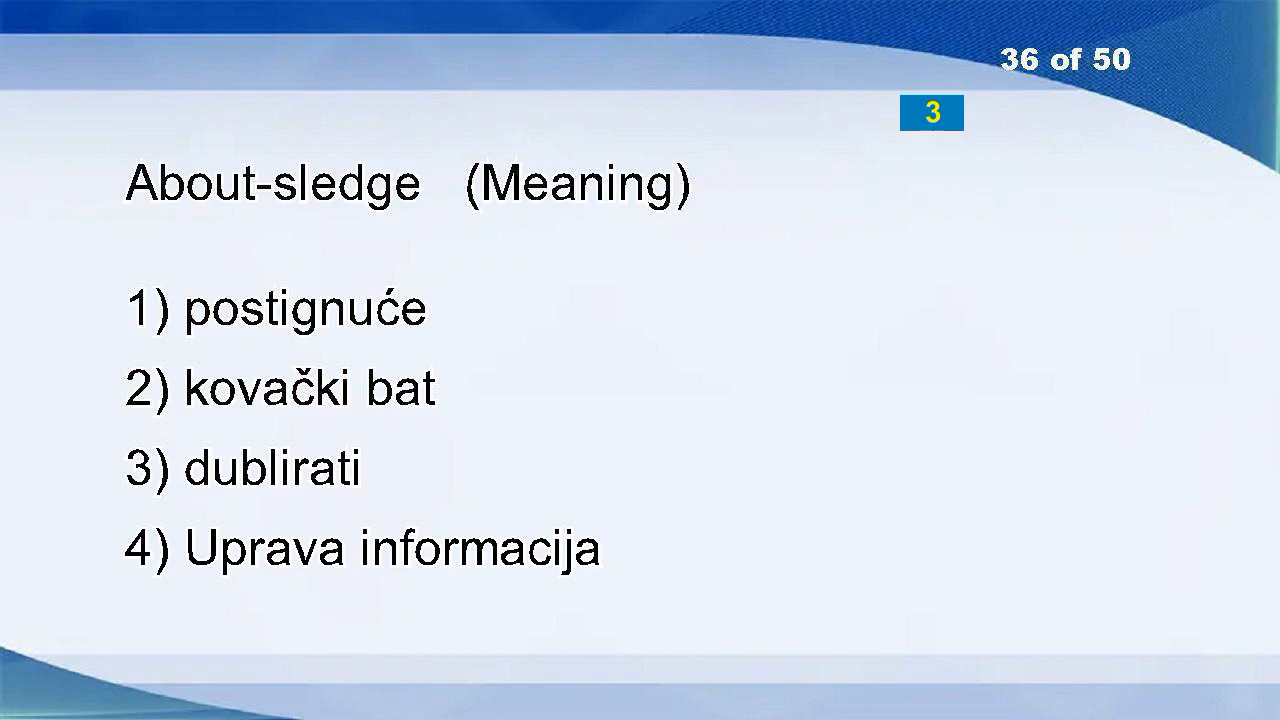 36 of 50
3
About-sledge (Meaning)
1) postignuće
2) kovački bat
3) dublirati
4) Uprava informacija